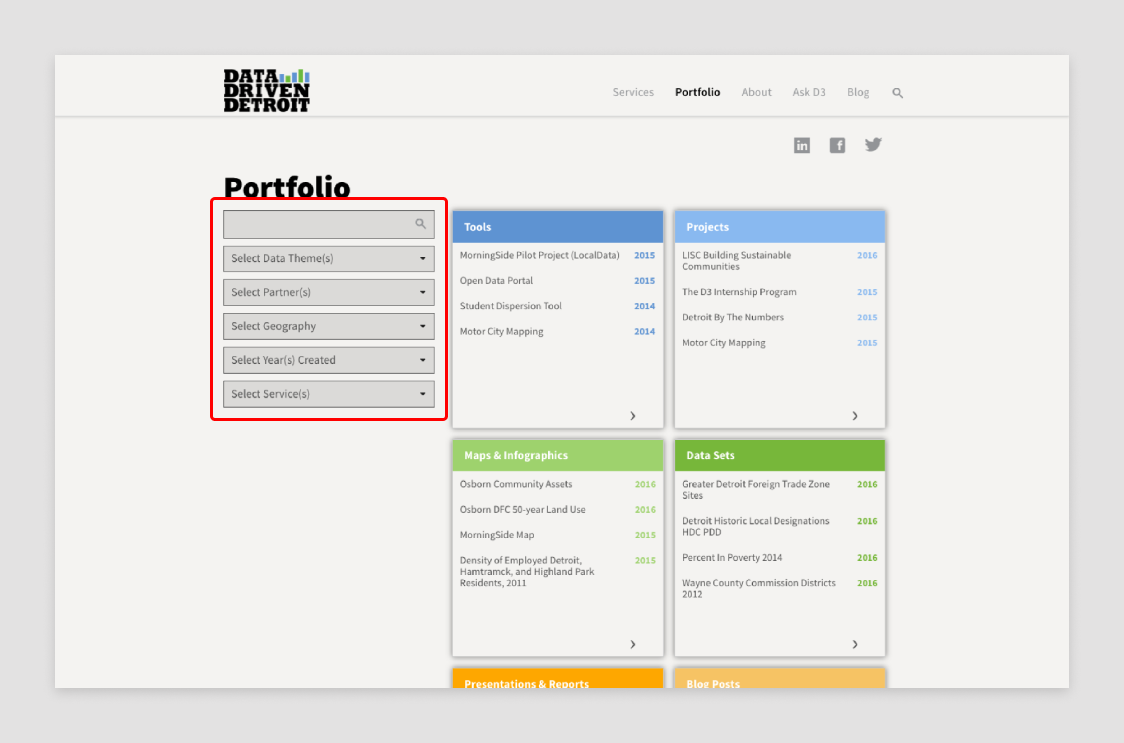 DATA
DRIVEN
DETROIT
Services Portfolio About Ask D3 Blog
in f
Portfolio
Select Data Theme(s)
Select Partner(s)
Select Geography
Select Year(s) Created
Select Service(s)
Tools
MorningSide Pilot Project (LocalData) 2015
Open Data Portal 2015
Student Dispersion Tool 2014
Motor City Mapping 2014
Projects
LISC Building Sustainable 2016
Communities
The D3 Internship Program 2015
Detroit By The Numbers 2015
Motor City Mapping 2015
Maps & Infographics
Osborn Community Assets 2016
Osborn DFC 50-year Land Use 2016
MorningSide Map 2015
Density of Employed Detroit, 2015
Hamtramck, and Highland Park
Residents, 2011
Data Sets
Greater Detroit Foreign Trade Zone 2016
Sites
Detroit Historic Local Designations 2016
HDC PDD
Percent In Poverty 2014 2016
Wayne County Commission Districts 2016
2012
Presentations & Reports
Blog Posts